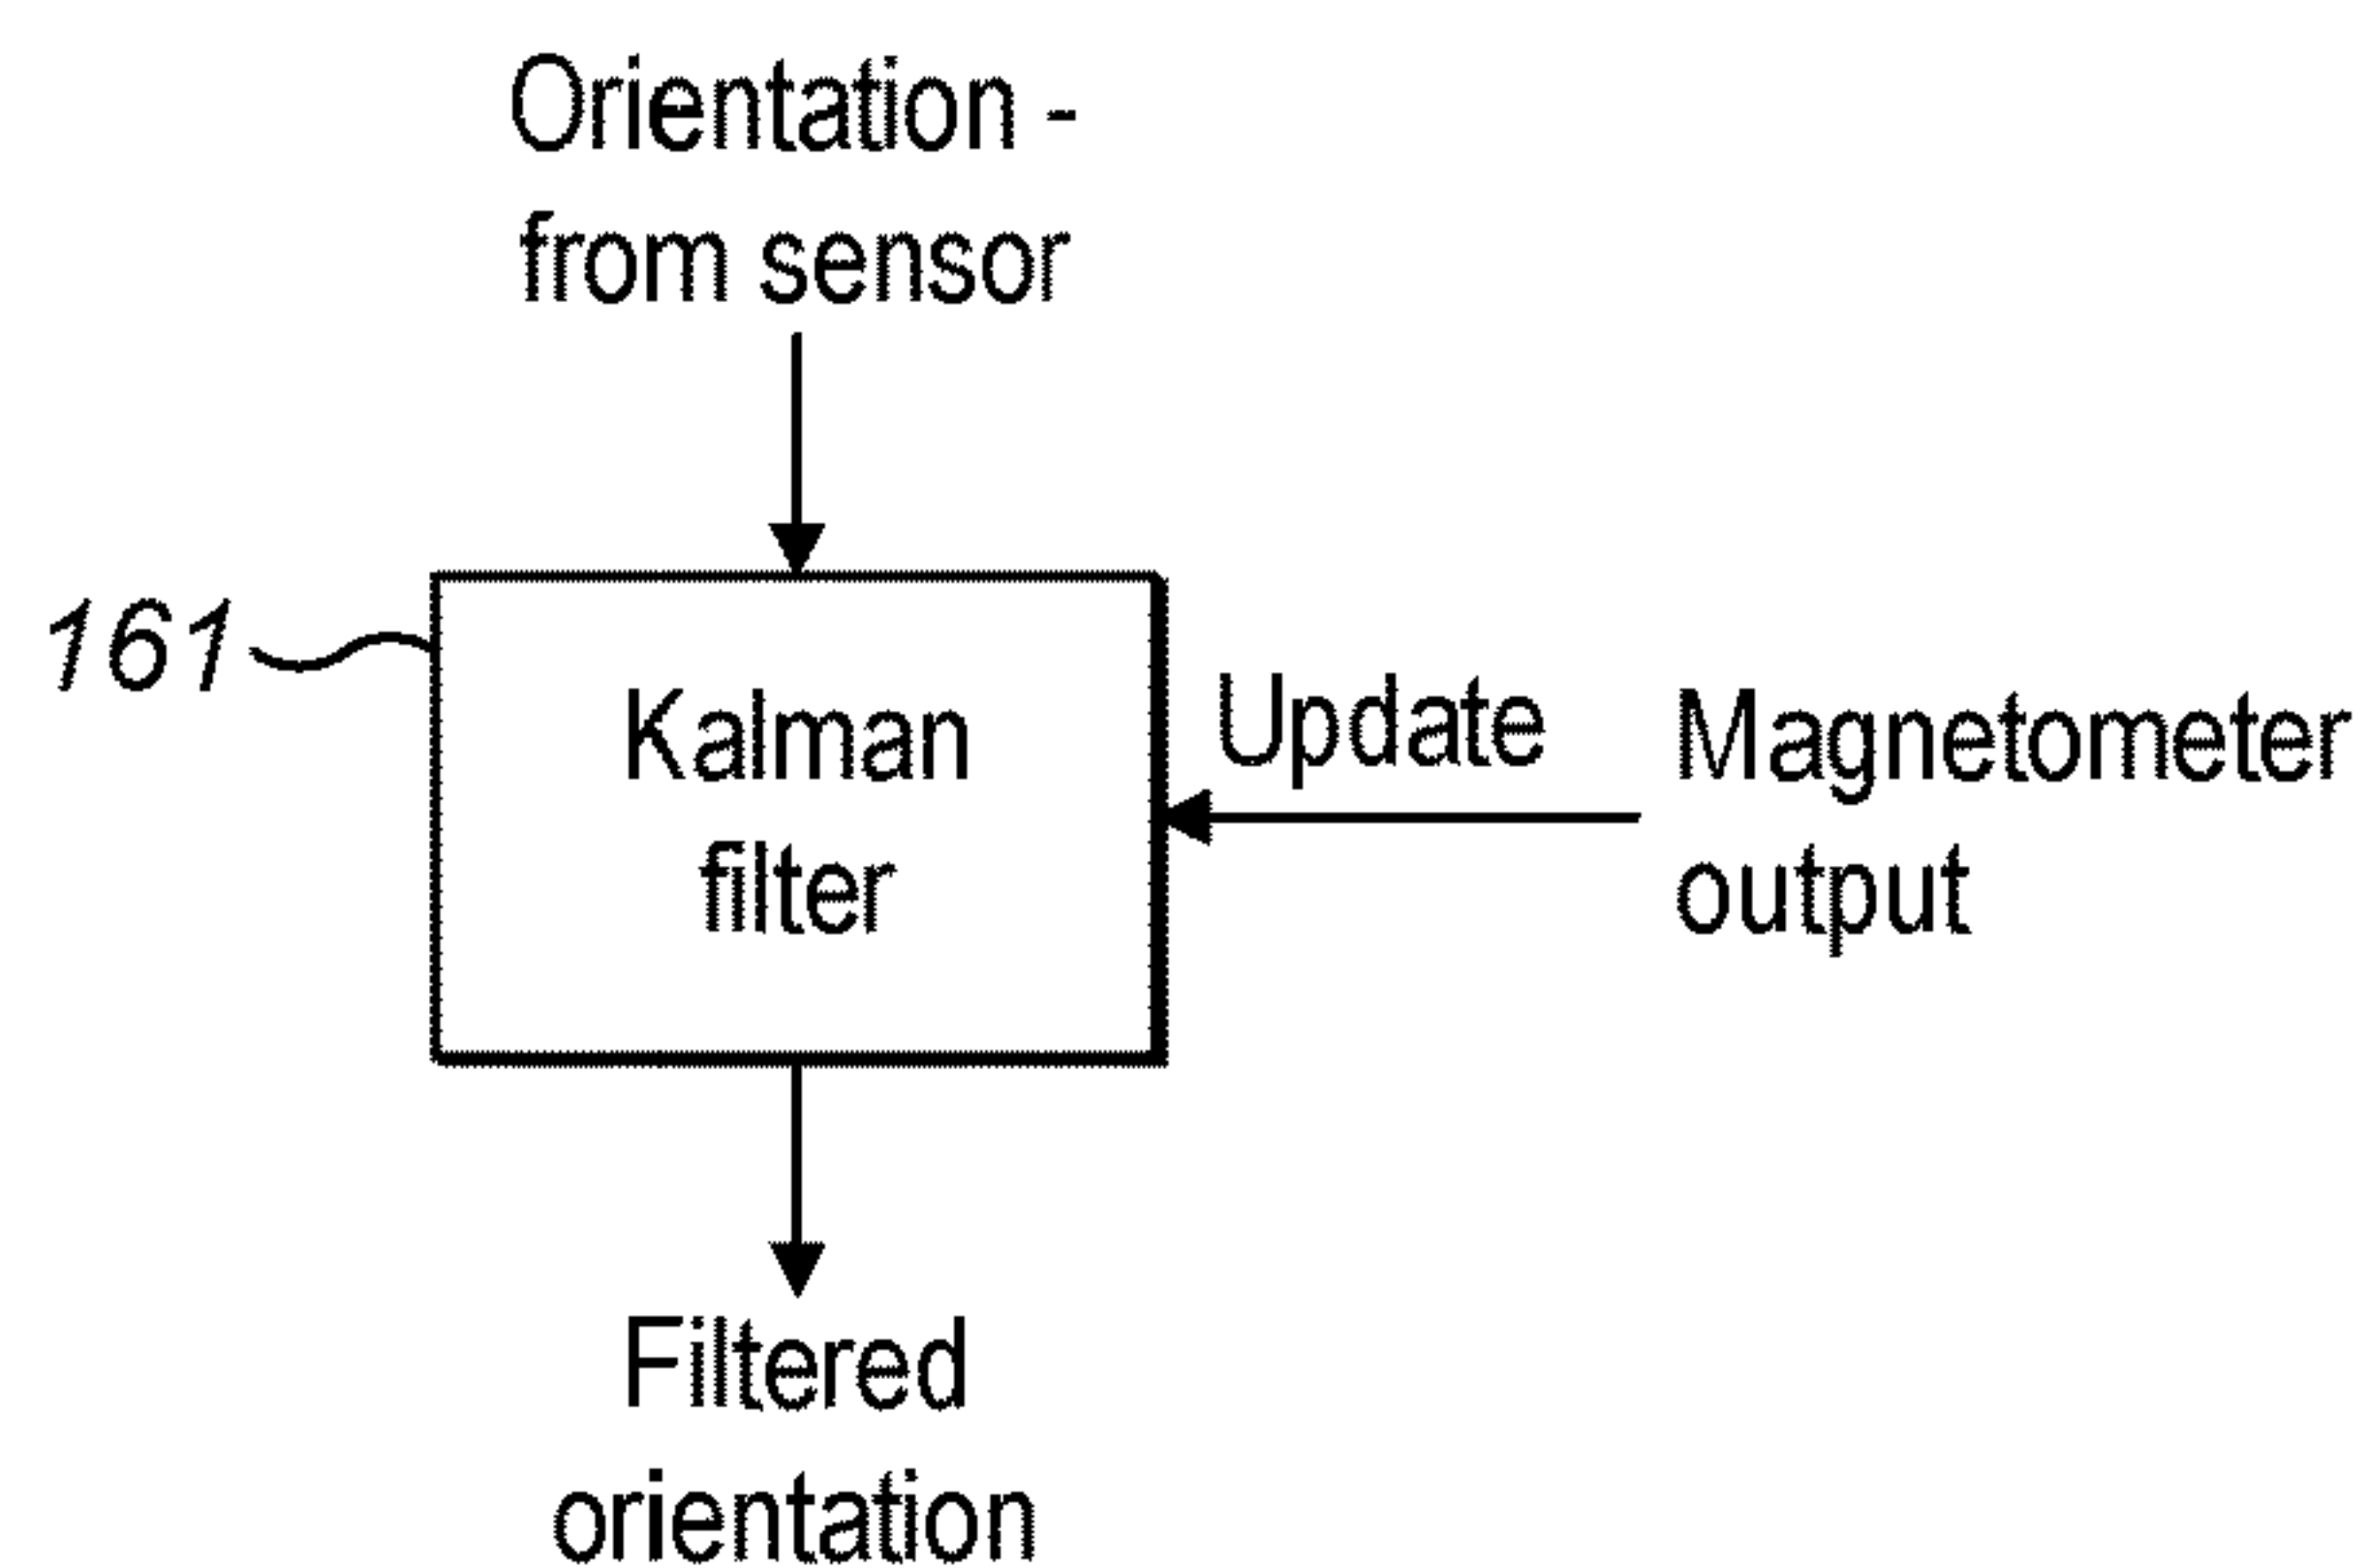 Orientation -
from sensor
161
Kalman
filter
Update
Magnetometer
output
Filtered
orientation